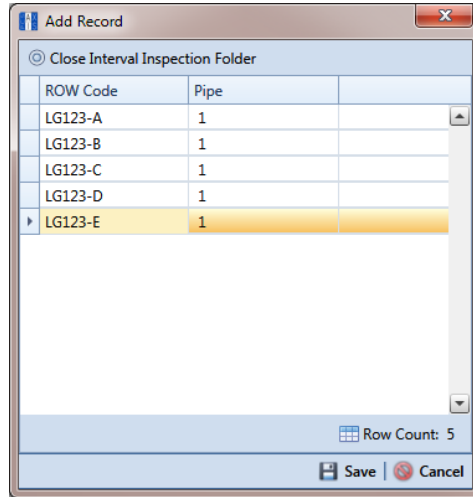 Add Record
Close Interval Inspection Folder
ROW Code Pipe
LG123-A 1
LG123-B 1
LG123-C 1
LG123-D 1
LG123-E 1
Row Count: 5
Save | Cancel